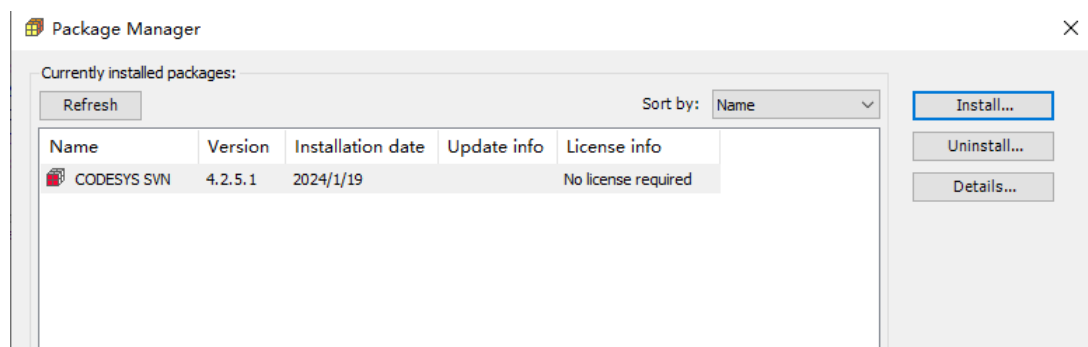 Package Manager
Currently installed packages:
Refresh
Sort by: Name
Install...
Name Version Installation date Update info License info
Uninstall...
CODESYS SVN 4.2.5.1 2024/1/19 No license required
Details...